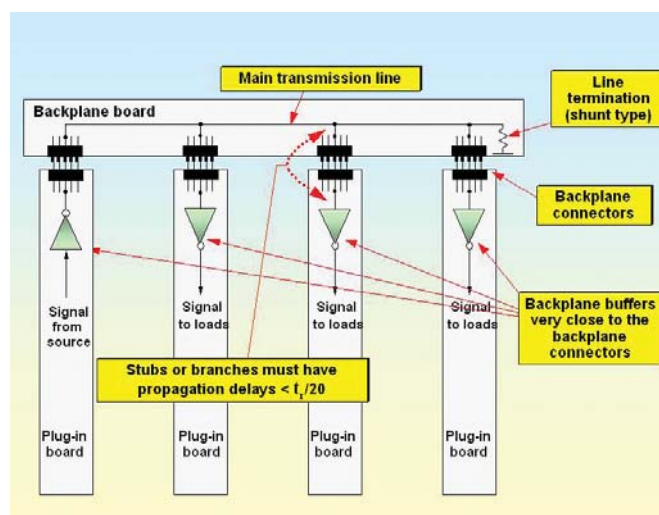 Main transmission line
Line
termination
(shunt type)
Backplane board
Backplane
connectors
Signal
from
source
Signal
to loads
Signal
to loads
Signal
to loads
Backplane buffers
very close to the
backplane
connectors
Stubs or branches must have
propagation delays < tr/20
Plug-in
board
Plug-in
board
Plug-in
board
Plug-in
board